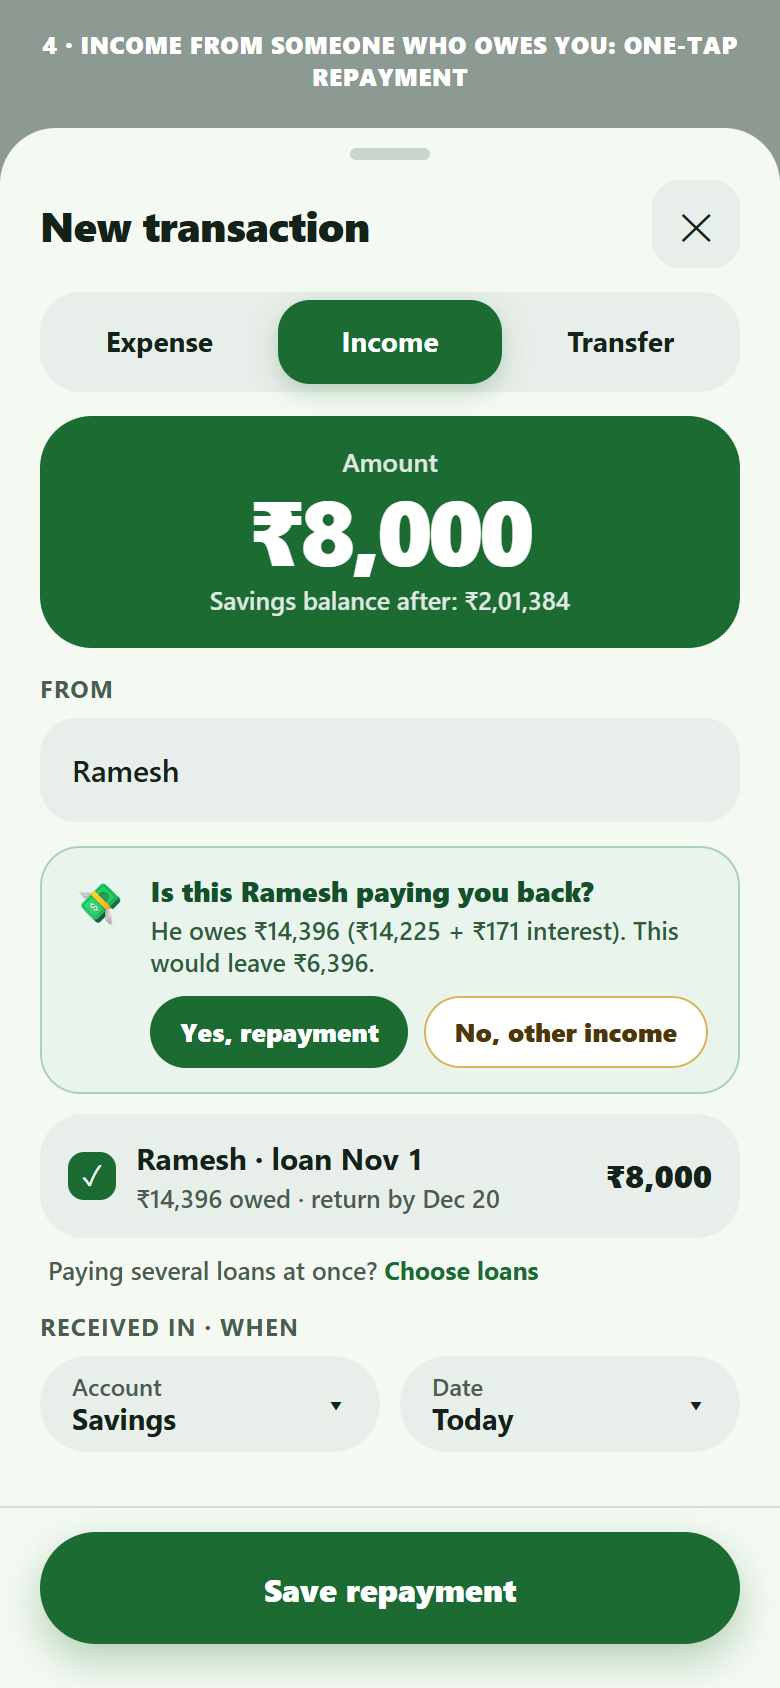 4 · INCOME FROM SOMEONE WHO OWES YOU: ONE-TAP
REPAYMENT
New transaction
Expense
Income
Transfer
Amount
₹8,000
Savings balance after: ₹2,01,384
FROM
Ramesh
Is this Ramesh paying you back?
He owes ₹14,396 (₹14,225 + ₹171 interest). This
would leave ₹6,396.
Yes, repayment
No, other income
Ramesh · loan Nov 1
₹14,396 owed · return by Dec 20
₹8,000
Paying several loans at once? Choose loans
RECEIVED IN · WHEN
Account
Savings
Date
Today
Save repayment